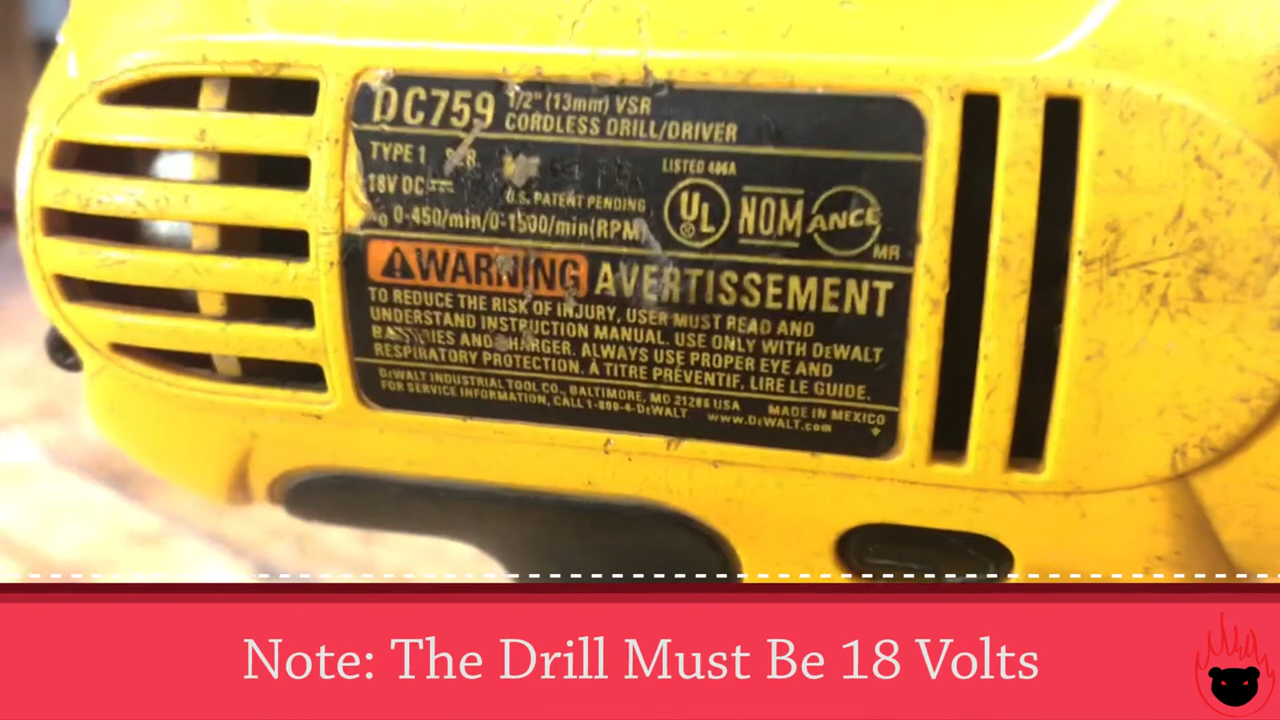 DC759 1/2" (13mm) VSR
CORDLESS DRILL/DRIVER
TYPE 1 SER.
LISTED 406A
18V DC
U.S. PATENT PENDING
0-450/min/0-1500/min(RPM)
UL
NOM
ANCE
MR
WARNING AVERTISSEMENT
TO REDUCE THE RISK OF INJURY, USER MUST READ AND
UNDERSTAND INSTRUCTION MANUAL. USE ONLY WITH DEWALT
BATTERIES AND CHARGER. ALWAYS USE PROPER EYE AND
RESPIRATORY PROTECTION. À TITRE PRÉVENTIF, LIRE LE GUIDE.
DEWALT INDUSTRIAL TOOL CO., BALTIMORE, MD 21286 USA MADE IN MEXICO
FOR SERVICE INFORMATION, CALL 1-800-4-DEWALT www.DEWALT.com
Note: The Drill Must Be 18 Volts